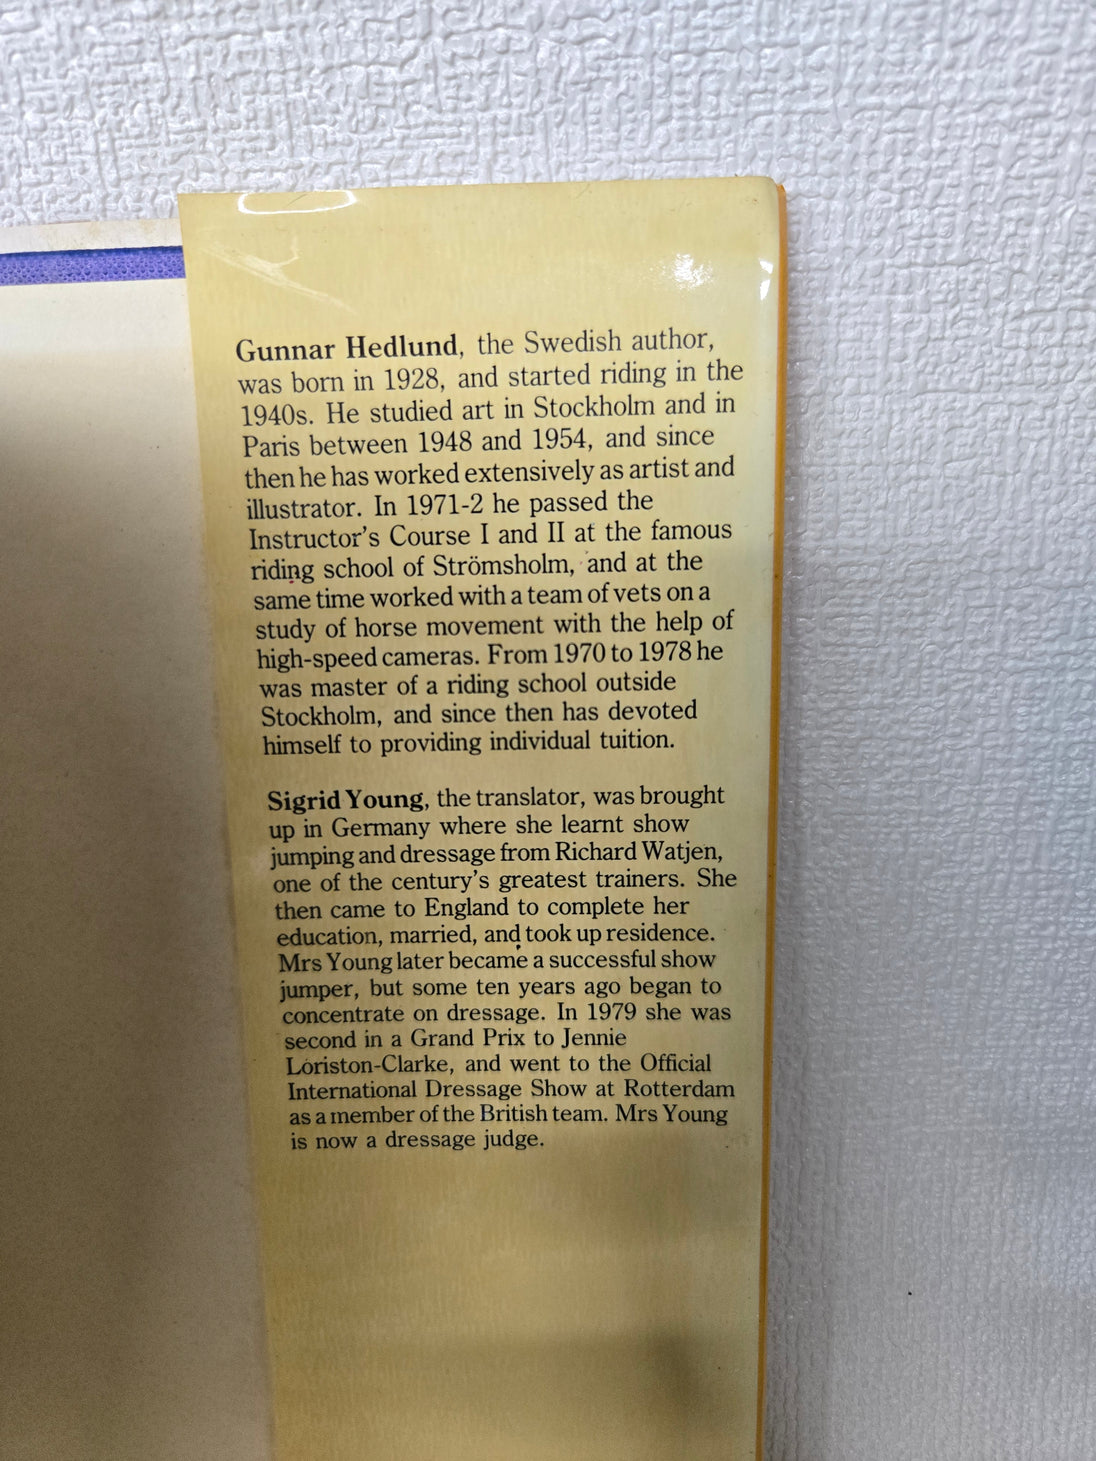 Gunnar Hedlund, the Swedish author,
was born in 1928, and started riding in the
1940s. He studied art in Stockholm and in
Paris between 1948 and 1954, and since
then he has worked extensively as artist and
illustrator. In 1971-2 he passed the
Instructor's Course I and II at the famous
riding school of Strömsholm, and at the
same time worked with a team of vets on a
study of horse movement with the help of
high-speed cameras. From 1970 to 1978 he
was master of a riding school outside
Stockholm, and since then has devoted
himself to providing individual tuition.
Sigrid Young, the translator, was brought
up in Germany where she learnt show
jumping and dressage from Richard Watjen,
one of the century's greatest trainers. She
then came to England to complete her
education, married, and took up residence.
Mrs Young later became a successful show
jumper, but some ten years ago began to
concentrate on dressage. In 1979 she was
second in a Grand Prix to Jennie
Loriston-Clarke, and went to the Official
International Dressage Show at Rotterdam
as a member of the British team. Mrs Young
is now a dressage judge.